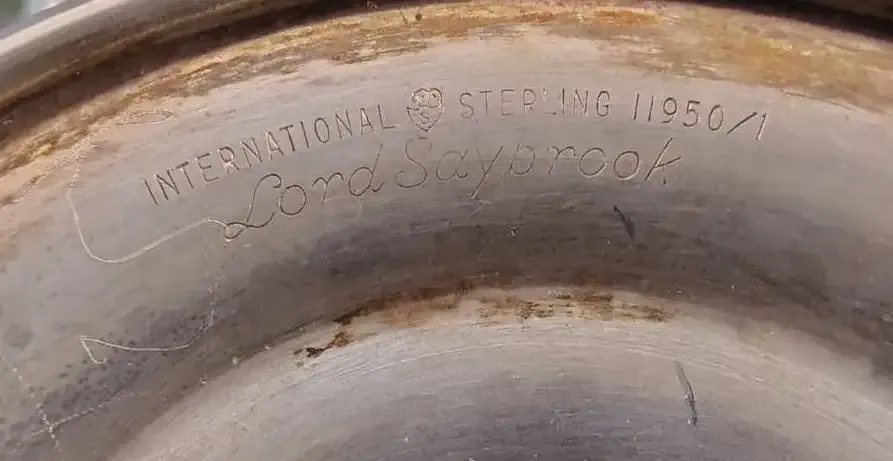 INTERNATIONAL STERLING 11950/1
Lord Saybrook